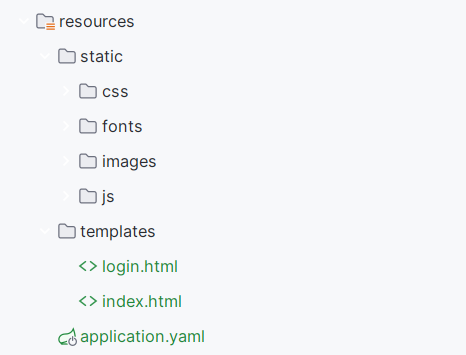 resources
static
css
fonts
images
js
templates
login.html
index.html
application.yaml